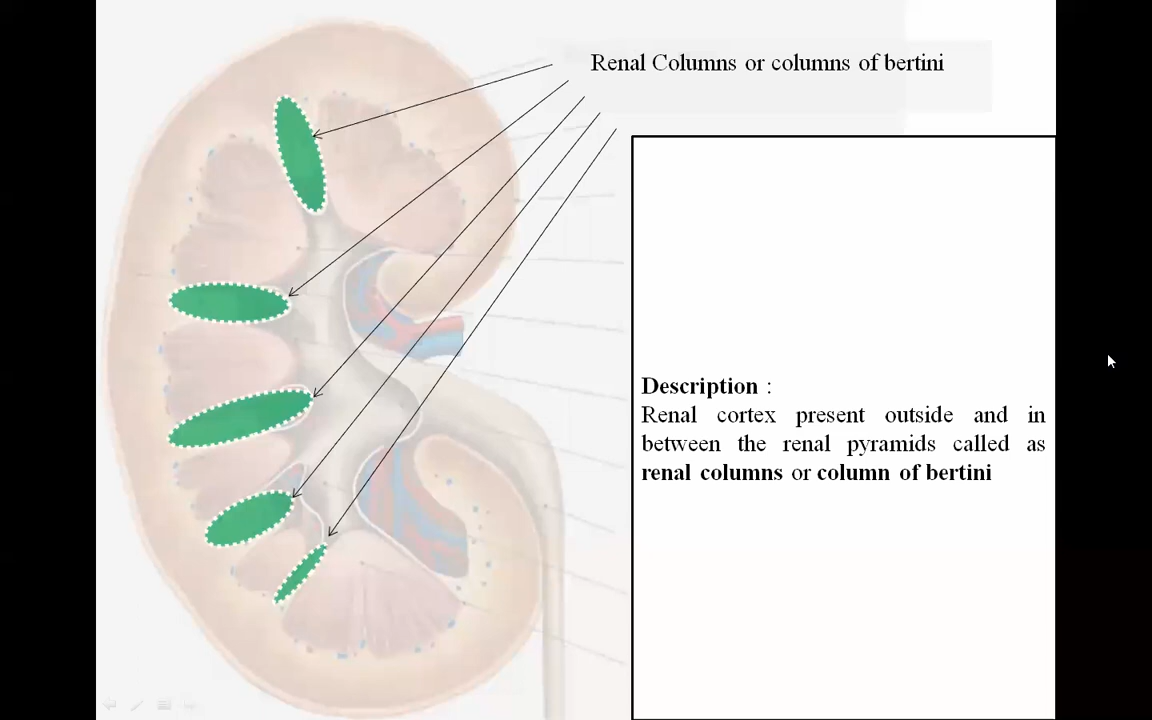 Renal Columns or columns of bertini
Description :
Renal cortex present outside and in
between the renal pyramids called as
renal columns or column of bertini